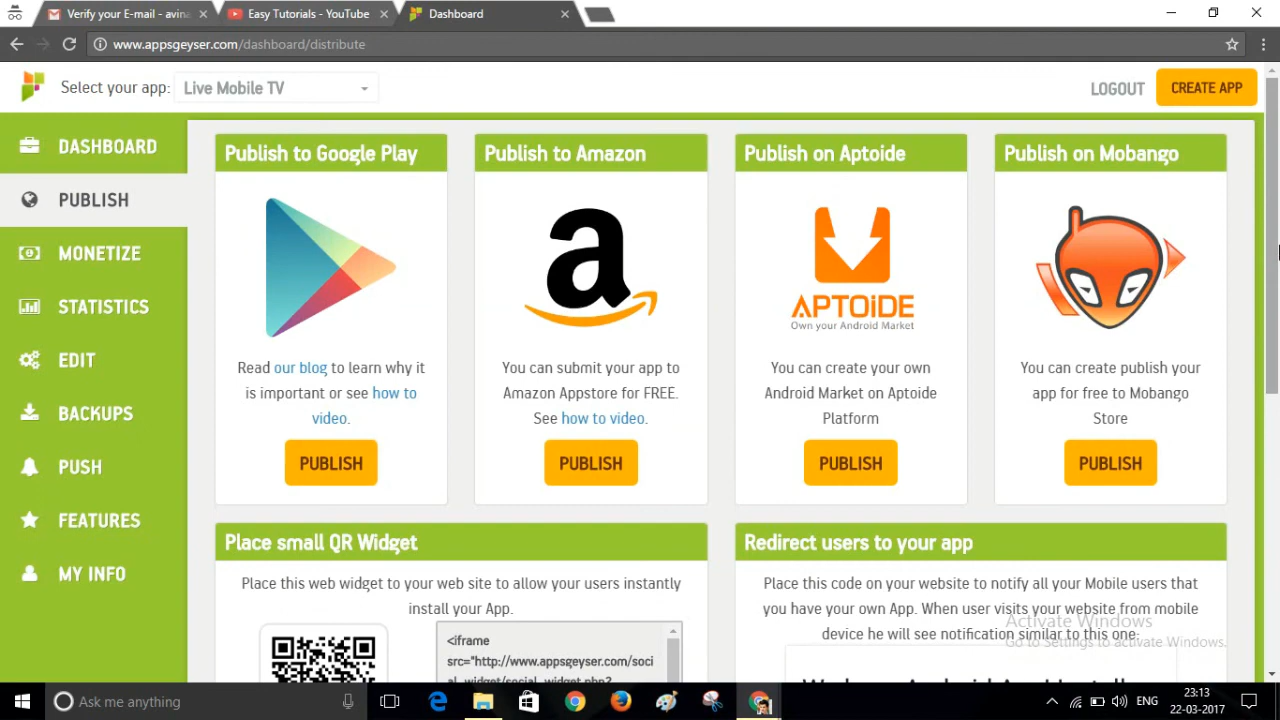 Verify your E-mail - avina
Easy Tutorials - YouTube
Dashboard
www.appsgeyser.com/dashboard/distribute
Select your app: Live Mobile TV
LOGOUT
CREATE APP
DASHBOARD
PUBLISH
MONETIZE
STATISTICS
EDIT
BACKUPS
PUSH
FEATURES
MY INFO
Publish to Google Play
Read our blog to learn why it
is important or see how to
video.
PUBLISH
Publish to Amazon
a
You can submit your app to
Amazon Appstore for FREE.
See how to video.
PUBLISH
Publish on Aptoide
APTOIDE
Own your Android Market
You can create your own
Android Market on Aptoide
Platform
PUBLISH
Publish on Mobango
You can create publish your
app for free to Mobango
Store
PUBLISH
Place small QR Widget
Place this web widget to your web site to allow your users instantly
install your App.
<iframe
src="http://www.appsgeyser.com/soci
al_widget/social_widget.php?
Redirect users to your app
Place this code on your website to notify all your Mobile users that
you have your own App. When user visits your website from mobile
device he will see notification similar to this one:
Activate Windows
Go to Settings to activate Windows.
Ask me anything
ENG
23:13
22-03-2017